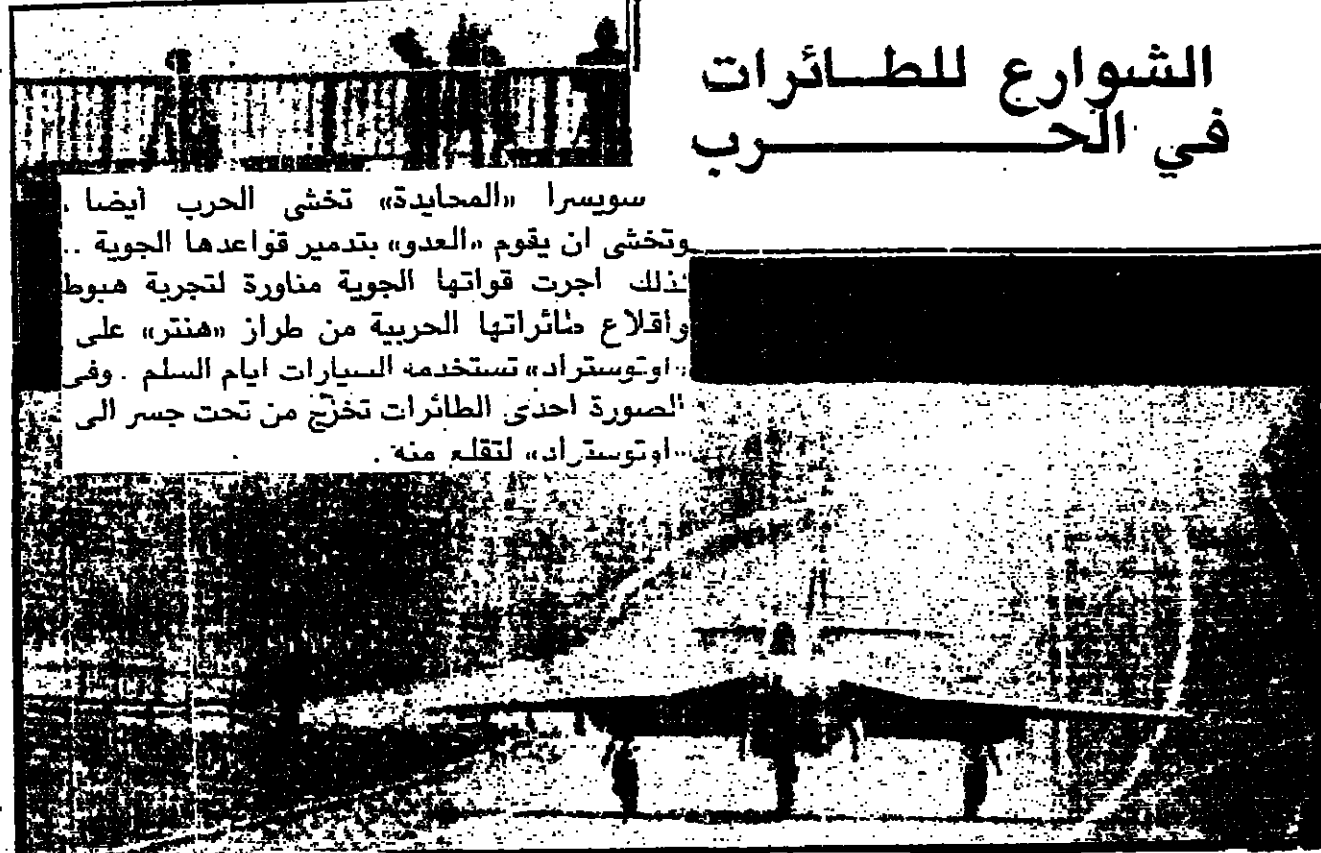 الشوارع للطائرات
في الحرب
سويسرا «المحايدة» تخشى الحرب أيضا .
وتخشى ان يقوم «العدو» بتدمير قواعدها الجوية ..
لذلك اجرت قواتها الجوية مناورة لتجربة هبوط
واقلاع طائراتها الحربية من طراز «هنتر» على
«اوتوستراد» تستخدمه السيارات ايام السلم . وفى
الصورة احدى الطائرات تخرج من تحت جسر الى
«اوتوستراد» لتقلع منه .